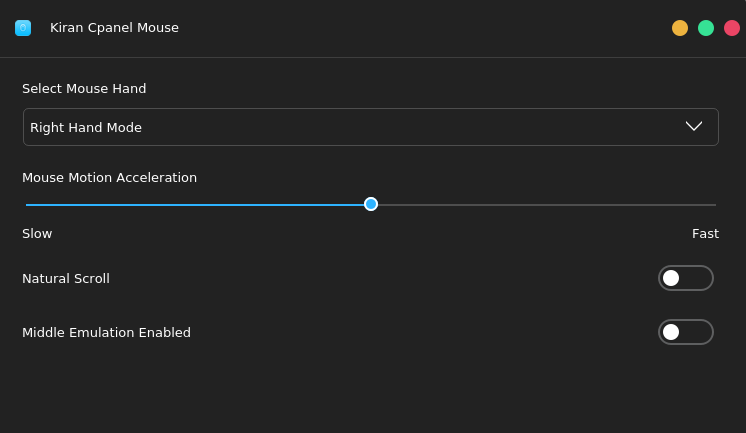 Kiran Cpanel Mouse
Select Mouse Hand
Right Hand Mode
Mouse Motion Acceleration
Slow Fast
Natural Scroll
Middle Emulation Enabled